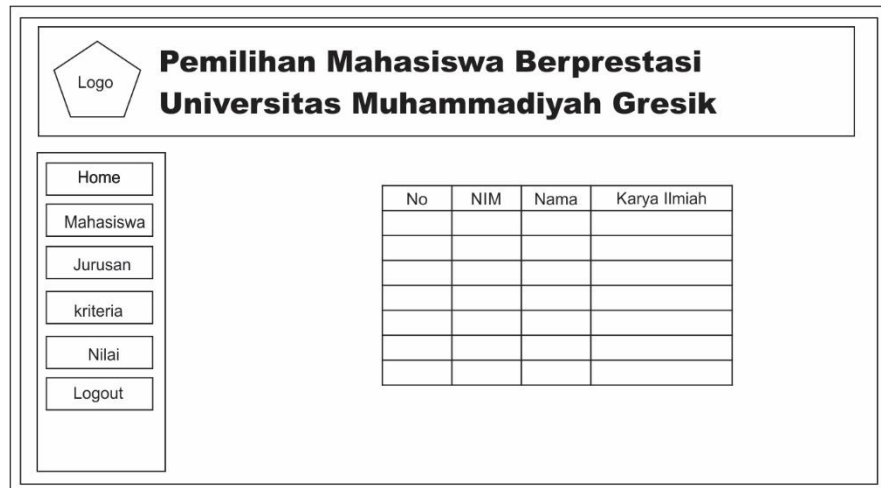 Logo
Pemilihan Mahasiswa Berprestasi
Universitas Muhammadiyah Gresik
Home
Mahasiswa
Jurusan
kriteria
Nilai
Logout
No NIM Nama Karya Ilmiah